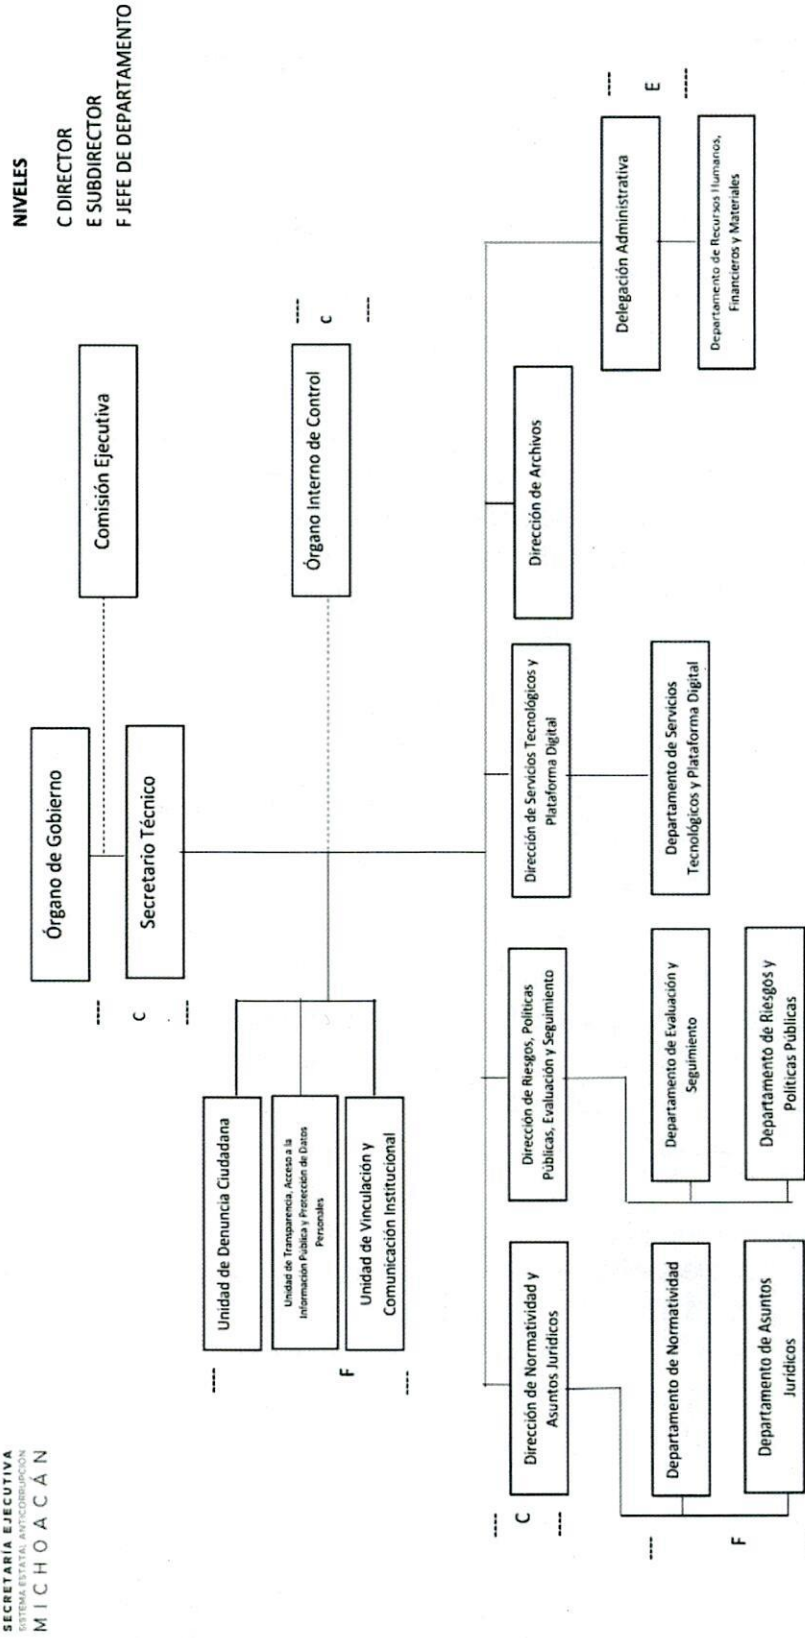 SECRETARÍA EJECUTIVA
SISTEMA ESTATAL ANTICORRUPCIÓN
MICHOACÁN
NIVELES
C DIRECTOR
E SUBDIRECTOR
F JEFE DE DEPARTAMENTO
Órgano de Gobierno
Comisión Ejecutiva
----
C
----
Secretario Técnico
Órgano Interno de Control
----
c
----
----
F
----
Unidad de Denuncia Ciudadana
Unidad de Transparencia, Acceso a la
Información Pública y Protección de Datos
Personales
Unidad de Vinculación y
Comunicación Institucional
----
C
----
Dirección de Normatividad y
Asuntos Jurídicos
Dirección de Riesgos, Políticas
Públicas, Evaluación y Seguimiento
Dirección de Servicios Tecnológicos y
Plataforma Digital
Dirección de Archivos
Delegación Administrativa
----
E
-----
----
F
Departamento de Normatividad
Departamento de Evaluación y
Seguimiento
Departamento de Servicios
Tecnológicos y Plataforma Digital
Departamento de Recursos Humanos,
Financieros y Materiales
Departamento de Asuntos
Jurídicos
Departamento de Riesgos y
Políticas Públicas